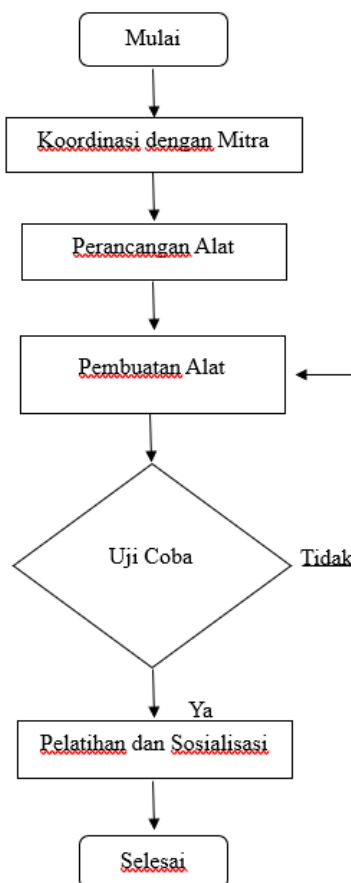 Mulai
Koordinasi dengan Mitra
Perancangan Alat
Pembuatan Alat
Uji Coba
Tidak
Ya
Pelatihan dan Sosialisasi
Selesai